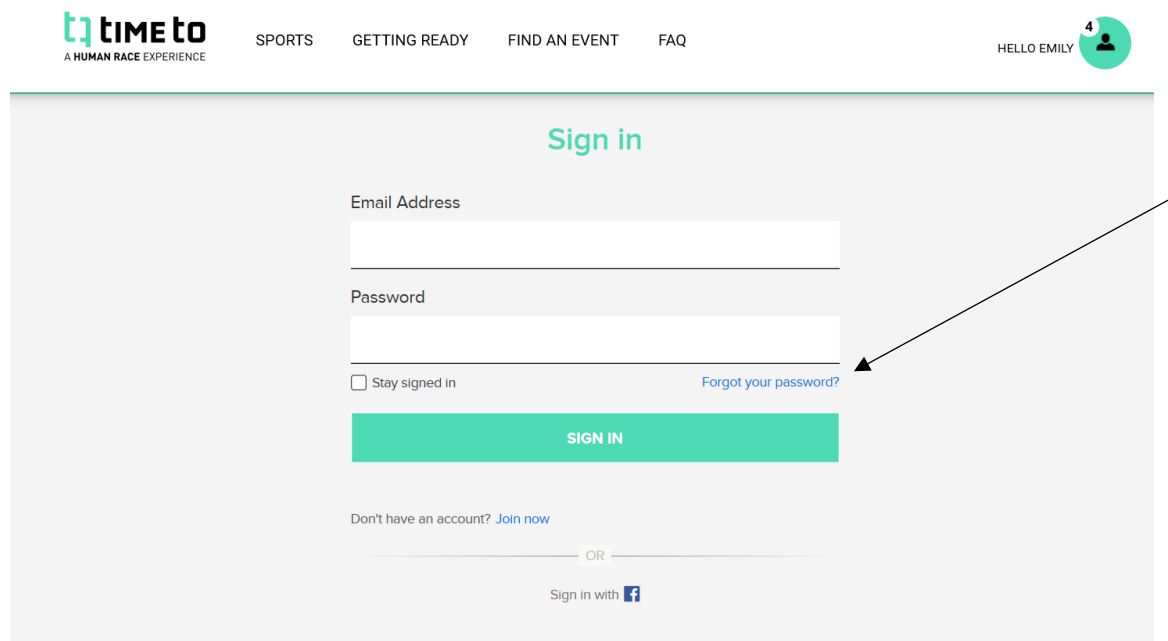 TIME TO
A HUMAN RACE EXPERIENCE
SPORTS GETTING READY FIND AN EVENT FAQ
HELLO EMILY
4
Sign in
Email Address
Password
Stay signed in Forgot your password?
SIGN IN
Don't have an account? Join now
OR
Sign in with f